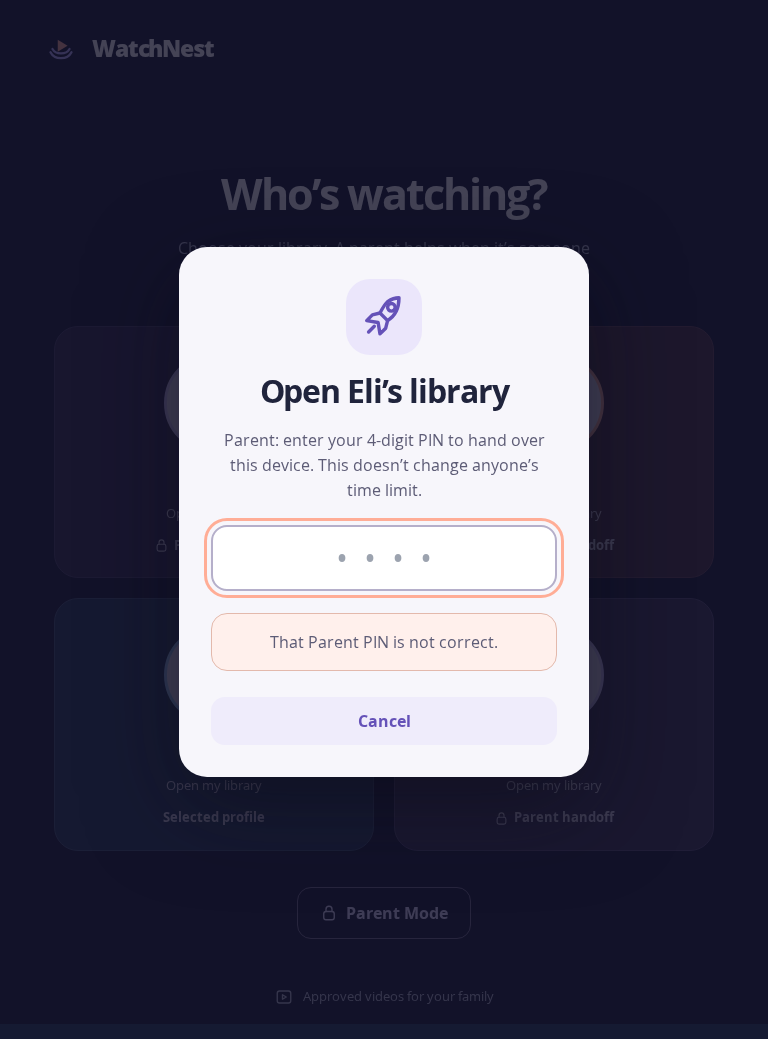 WatchNest
Who’s watching?
Open Eli’s library
Parent: enter your 4-digit PIN to hand over
this device. This doesn’t change anyone’s
time limit.
That Parent PIN is not correct.
Cancel
Open my library
Open my library
Selected profile
Parent handoff
Parent Mode
Approved videos for your family